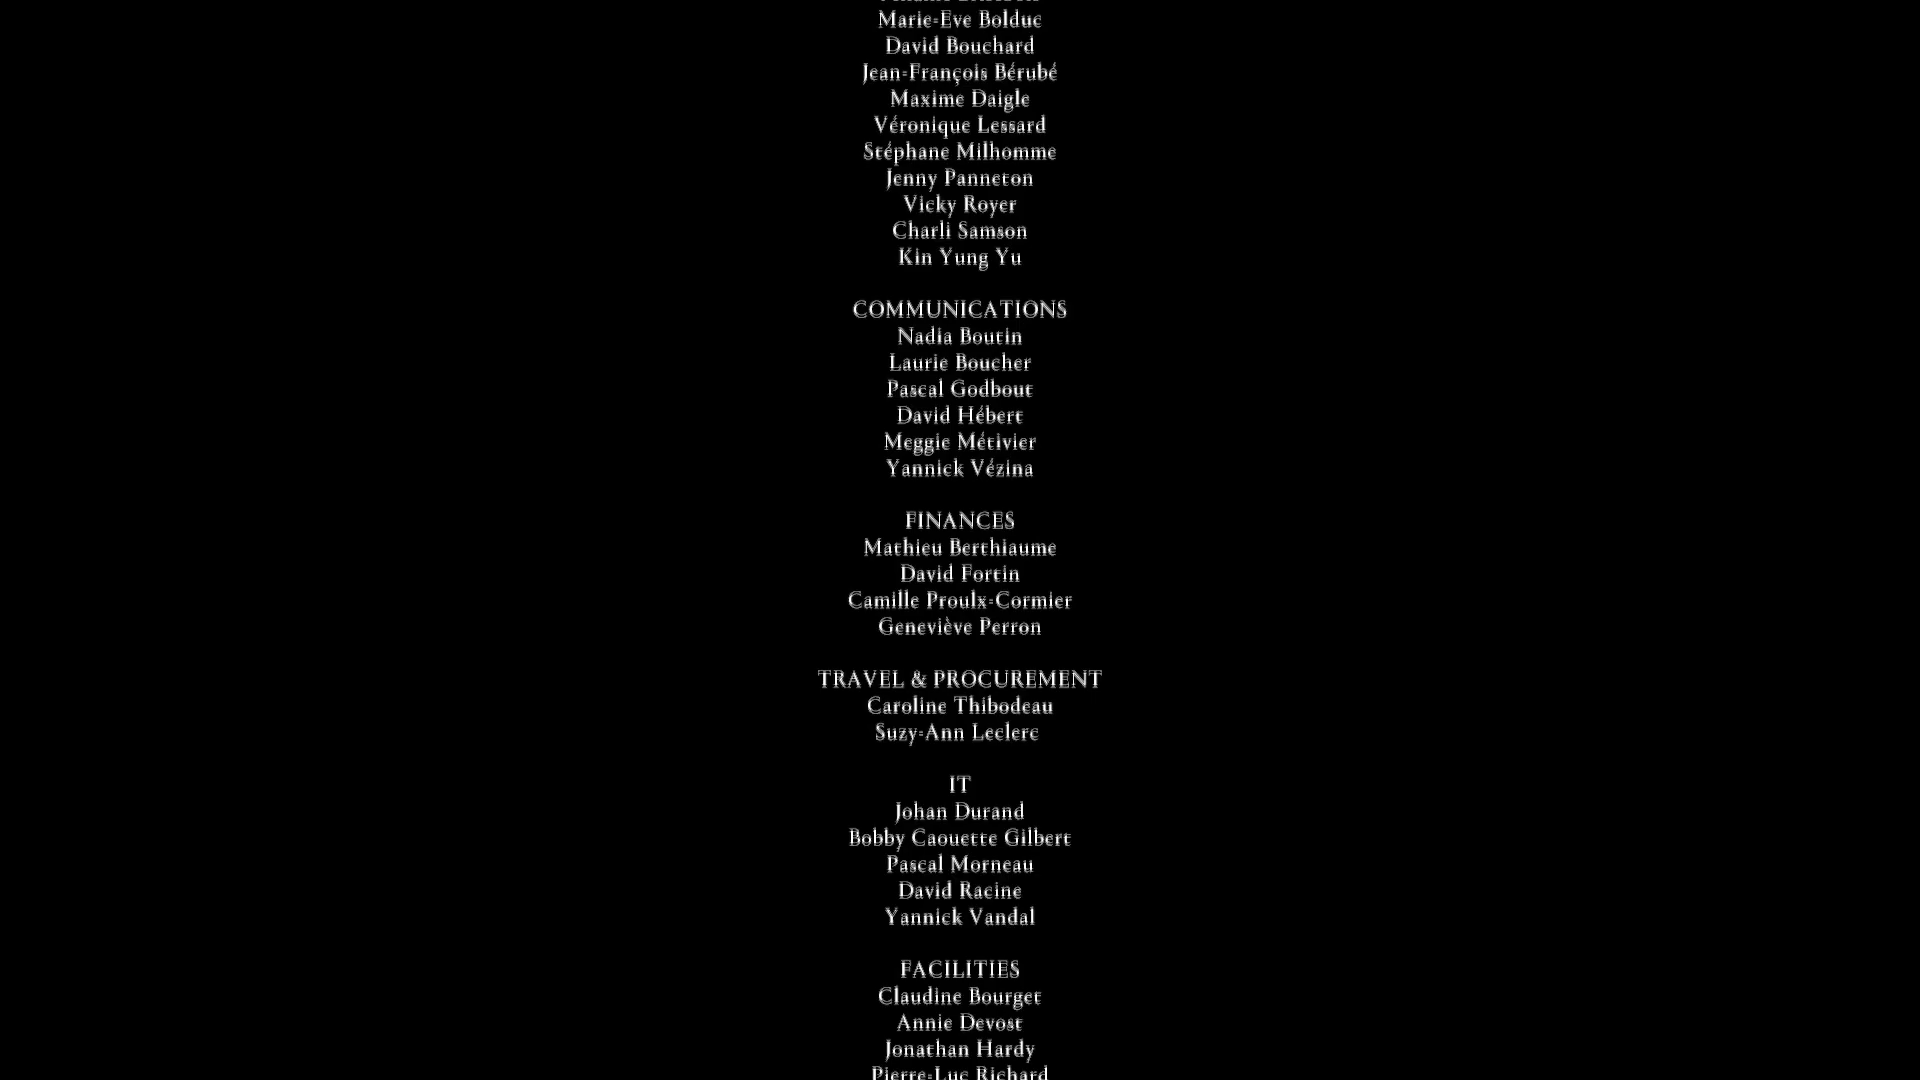 Marie-Eve Bolduc
David Bouchard
Jean-François Bérubé
Maxime Daigle
Véronique Lessard
Stéphane Milhomme
Jenny Panneton
Vicky Royer
Charli Samson
Kin Yung Yu
COMMUNICATIONS
Nadia Boutin
Laurie Boucher
Pascal Godbout
David Hébert
Meggie Métivier
Yannick Vézina
FINANCES
Mathieu Berthiaume
David Fortin
Camille Proulx-Cormier
Geneviève Perron
TRAVEL & PROCUREMENT
Caroline Thibodeau
Suzy-Ann Leclerc
IT
Johan Durand
Bobby Caouette Gilbert
Pascal Morneau
David Racine
Yannick Vandal
FACILITIES
Claudine Bourget
Annie Devost
Jonathan Hardy
Pierre-Luc Richard